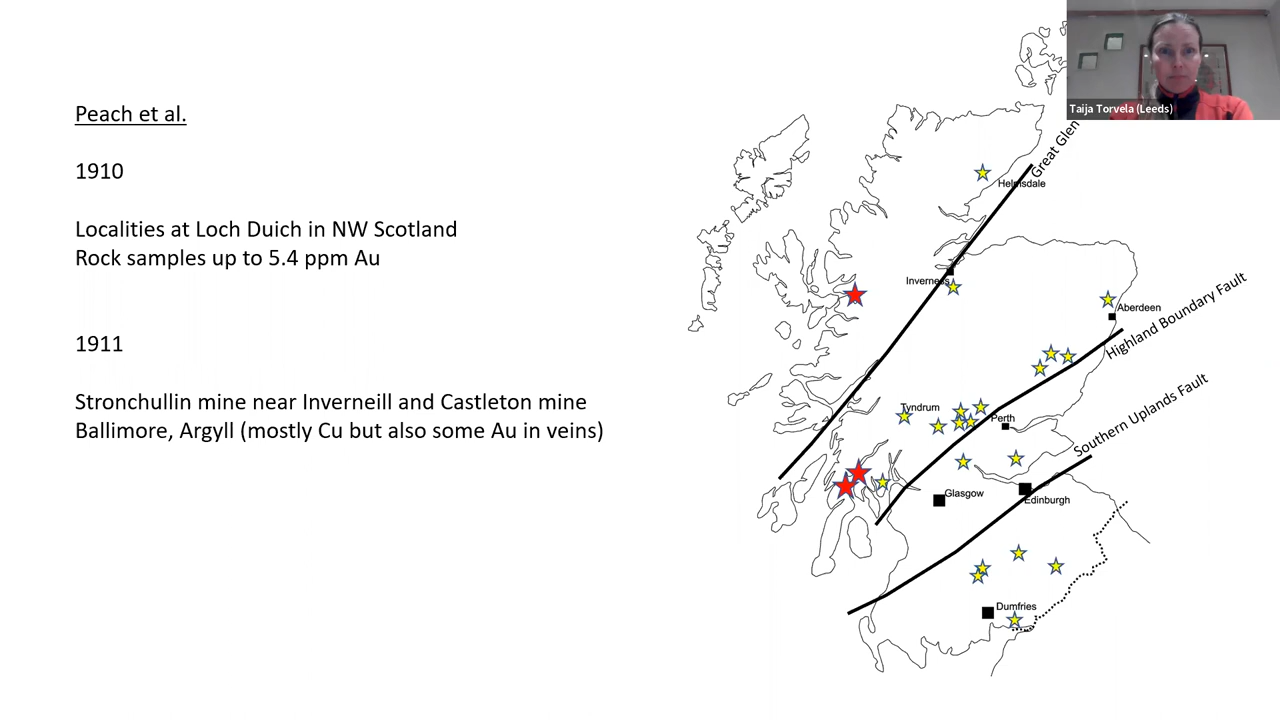 Peach et al.
1910
Localities at Loch Duich in NW Scotland
Rock samples up to 5.4 ppm Au
1911
Stronchullin mine near Inverneill and Castleton mine
Ballimore, Argyll (mostly Cu but also some Au in veins)
Taija Torvela (Leeds)
Great Glen
Helmsdale
Inverness
Aberdeen
Highland Boundary Fault
Tyndrum
Perth
Southern Uplands Fault
Glasgow
Edinburgh
Dumfries